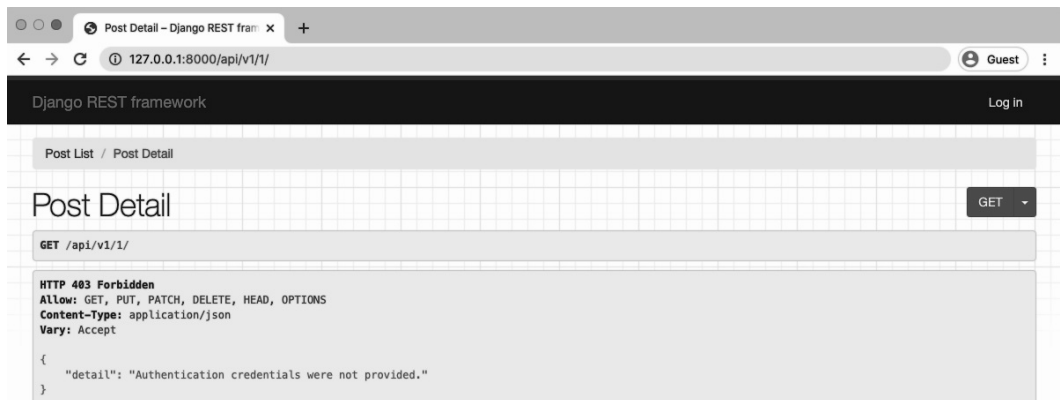 Post Detail – Django REST fram
127.0.0.1:8000/api/v1/1/
Guest
Django REST framework
Log in
Post List / Post Detail
Post Detail
GET
GET /api/v1/1/
HTTP 403 Forbidden
Allow: GET, PUT, PATCH, DELETE, HEAD, OPTIONS
Content-Type: application/json
Vary: Accept
{
"detail": "Authentication credentials were not provided."
}